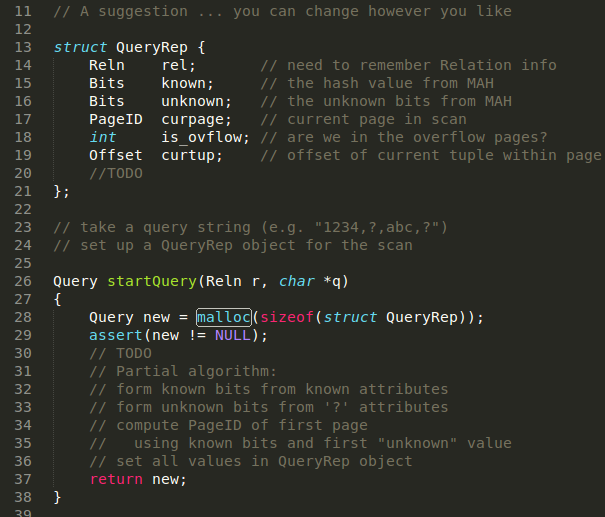 11 // A suggestion ... you can change however you like
12
13 struct QueryRep {
14     Reln    rel;       // need to remember Relation info
15     Bits    known;     // the hash value from MAH
16     Bits    unknown;   // the unknown bits from MAH
17     PageID  curpage;   // current page in scan
18     int     is_ovflow; // are we in the overflow pages?
19     Offset  curtup;    // offset of current tuple within page
20     //TODO
21 };
22
23 // take a query string (e.g. "1234,?,abc,?")
24 // set up a QueryRep object for the scan
25
26 Query startQuery(Reln r, char *q)
27 {
28     Query new = malloc(sizeof(struct QueryRep));
29     assert(new != NULL);
30     // TODO
31     // Partial algorithm:
32     // form known bits from known attributes
33     // form unknown bits from '?' attributes
34     // compute PageID of first page
35     //   using known bits and first "unknown" value
36     // set all values in QueryRep object
37     return new;
38 }
39